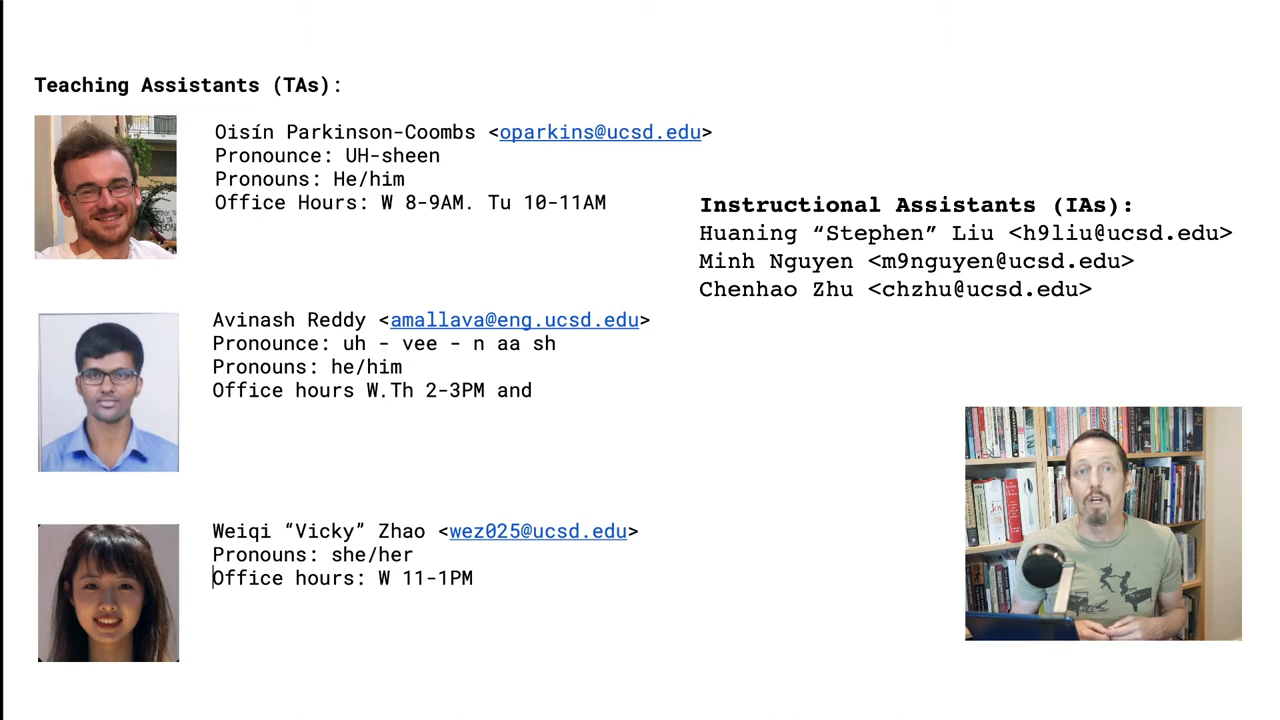 Teaching Assistants (TAs):
Oisín Parkinson-Coombs <oparkins@ucsd.edu>
Pronounce: UH-sheen
Pronouns: He/him
Office Hours: W 8-9AM. Tu 10-11AM
Avinash Reddy <amallava@eng.ucsd.edu>
Pronounce: uh - vee - n aa sh
Pronouns: he/him
Office hours W.Th 2-3PM and
Weiqi “Vicky” Zhao <wez025@ucsd.edu>
Pronouns: she/her
Office hours: W 11-1PM
Instructional Assistants (IAs):
Huaning “Stephen” Liu <h9liu@ucsd.edu>
Minh Nguyen <m9nguyen@ucsd.edu>
Chenhao Zhu <chzhu@ucsd.edu>